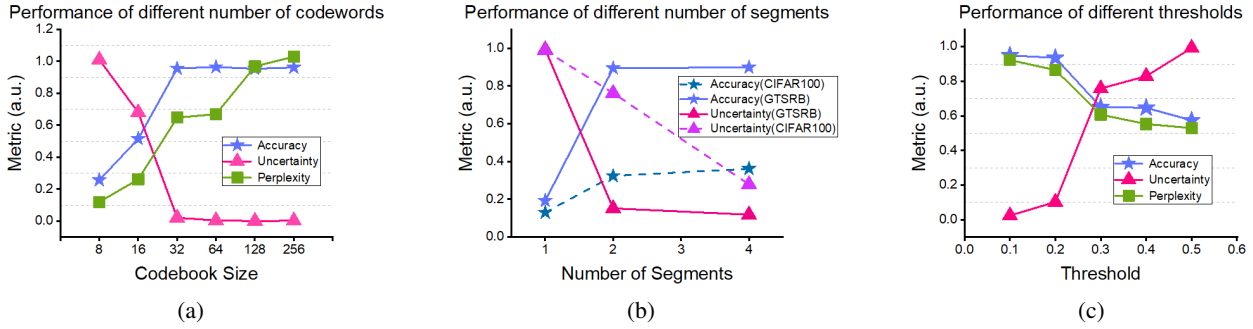 Performance of different number of codewords
1.2
1.0
0.8
0.6
0.4
0.2
0.0
Metric (a.u.)
Accuracy
Uncertainty
Perplexity
8 16 32 64 128 256
Codebook Size
(a)
Performance of different number of segments
1.0
0.8
0.6
0.4
0.2
0.0
Metric (a.u.)
Accuracy(CIFAR100)
Accuracy(GTSRB)
Uncertainty(GTSRB)
Uncertainty(CIFAR100)
1 2 3 4
Number of Segments
(b)
Performance of different thresholds
1.0
0.8
0.6
0.4
0.2
0.0
Metric (a.u.)
Accuracy
Uncertainty
Perplexity
0.0 0.1 0.2 0.3 0.4 0.5 0.6
Threshold
(c)